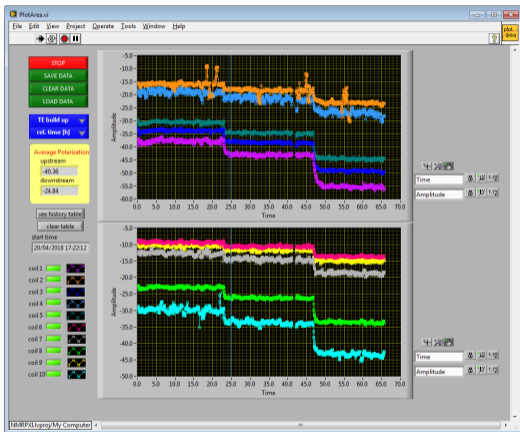 PlotArea.vi
File Edit View Project Operate Tools Window Help
plot
area
STOP
SAVE DATA
CLEAR DATA
LOAD DATA
TE build up
rel. time [h]
Average Polarization
upstream
-40.36
downstream
-24.84
see history table
clear table
start time
20/04/2018 17:22:12
coil 1
coil 2
coil 3
coil 4
coil 5
coil 6
coil 7
coil 8
coil 9
coil 10
Amplitude
-5.0
-10.0
-15.0
-20.0
-25.0
-30.0
-35.0
-40.0
-45.0
-50.0
-55.0
-60.0
0.0 5.0 10.0 15.0 20.0 25.0 30.0 35.0 40.0 45.0 50.0 55.0 60.0 65.0 70.0
Time
Time
Amplitude
Amplitude
-5.0
-10.0
-15.0
-20.0
-25.0
-30.0
-35.0
-40.0
-45.0
-50.0
0.0 5.0 10.0 15.0 20.0 25.0 30.0 35.0 40.0 45.0 50.0 55.0 60.0 65.0 70.0
Time
Time
Amplitude
NMRPXI.lvproj/My Computer